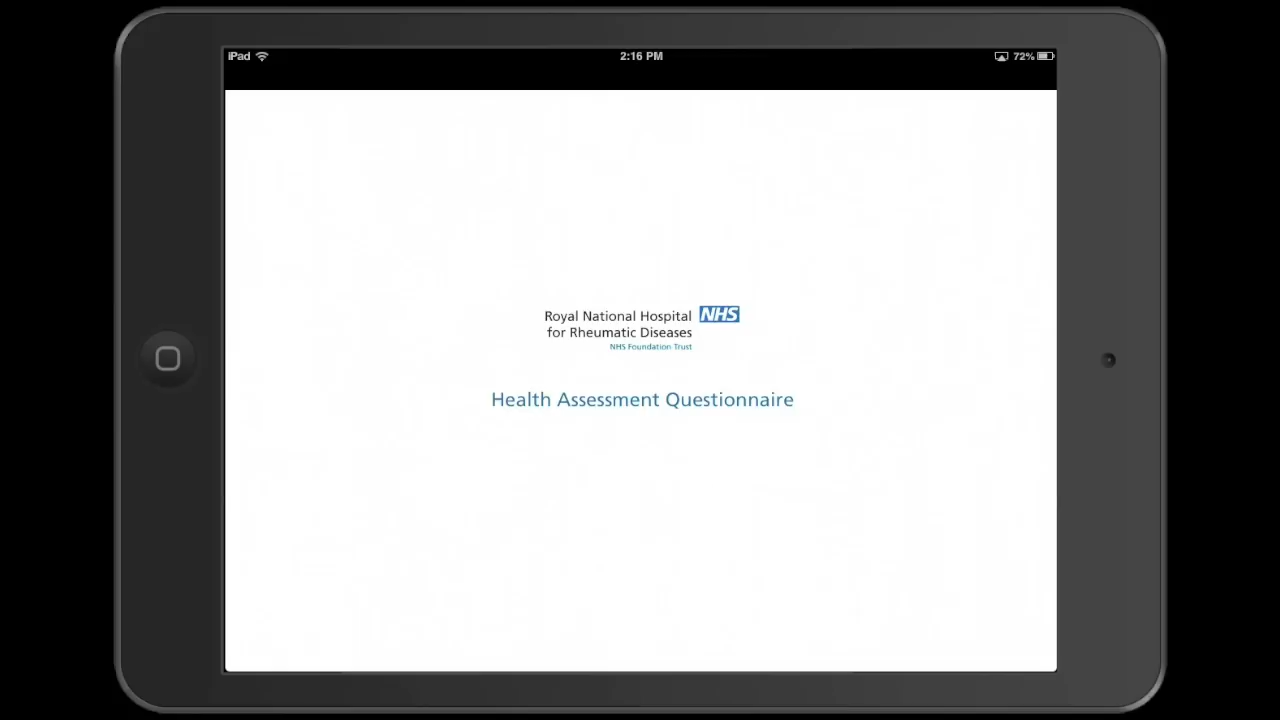 iPad 2:16 PM 72%
Royal National Hospital NHS
for Rheumatic Diseases
NHS Foundation Trust
Health Assessment Questionnaire